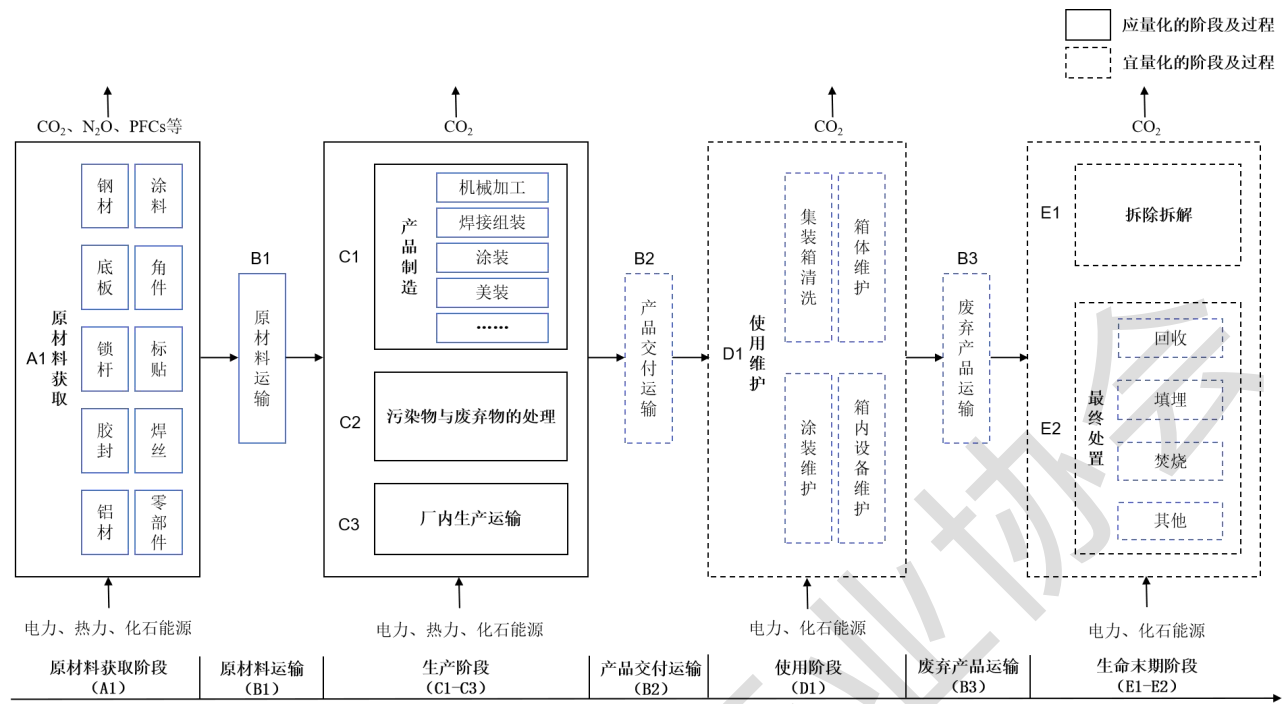 应量化的阶段及过程
宜量化的阶段及过程
CO₂、N₂O、PFCs等
CO₂
CO₂
CO₂
A1
原材料获取
钢材
涂料
底板
角件
锁杆
标贴
胶封
焊丝
铝材
零部件
B1
原材料运输
C1
产品制造
机械加工
焊接组装
涂装
美装
……
C2
污染物与废弃物的处理
C3
厂内生产运输
B2
产品交付运输
D1
使用维护
集装箱清洗
箱体维护
涂装维护
箱内设备维护
B3
废弃产品运输
E1
拆除拆解
E2
最终处置
回收
填埋
焚烧
其他
电力、热力、化石能源
电力、热力、化石能源
电力、化石能源
电力、化石能源
原材料获取阶段
（A1）
原材料运输
（B1）
生产阶段
（C1-C3）
产品交付运输
（B2）
使用阶段
（D1）
废弃产品运输
（B3）
生命末期阶段
（E1-E2）
业协会